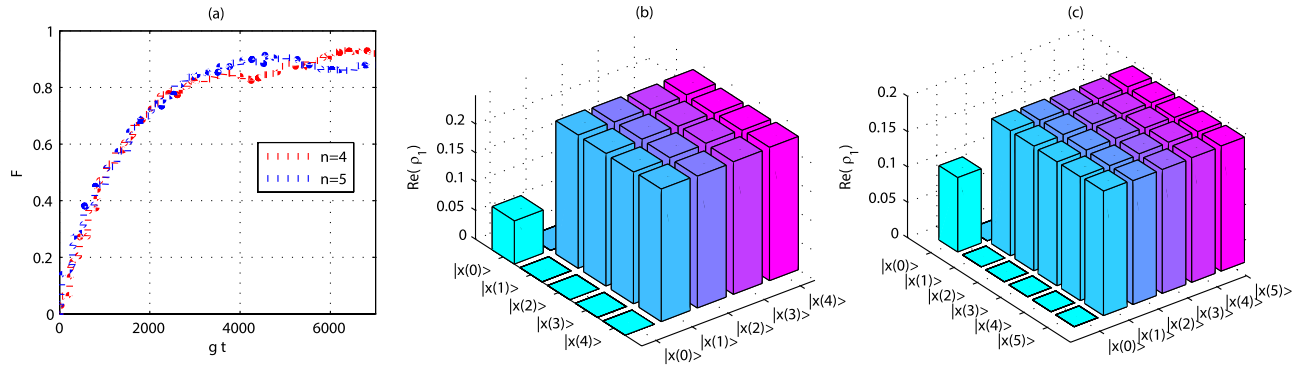 (a)
F
1
0.8
0.6
0.4
0.2
0
0
2000
4000
6000
g t
n=4
n=5
(b)
Re( ρ1)
0.2
0.15
0.1
0.05
0
|x(0)>
|x(1)>
|x(2)>
|x(3)>
|x(4)>
|x(0)>
|x(1)>
|x(2)>
|x(3)>
|x(4)>
(c)
Re( ρ1)
0.2
0.15
0.1
0.05
0
|x(0)>
|x(1)>
|x(2)>
|x(3)>
|x(4)>
|x(5)>
|x(0)>
|x(1)>
|x(2)>
|x(3)>
|x(4)>
|x(5)>